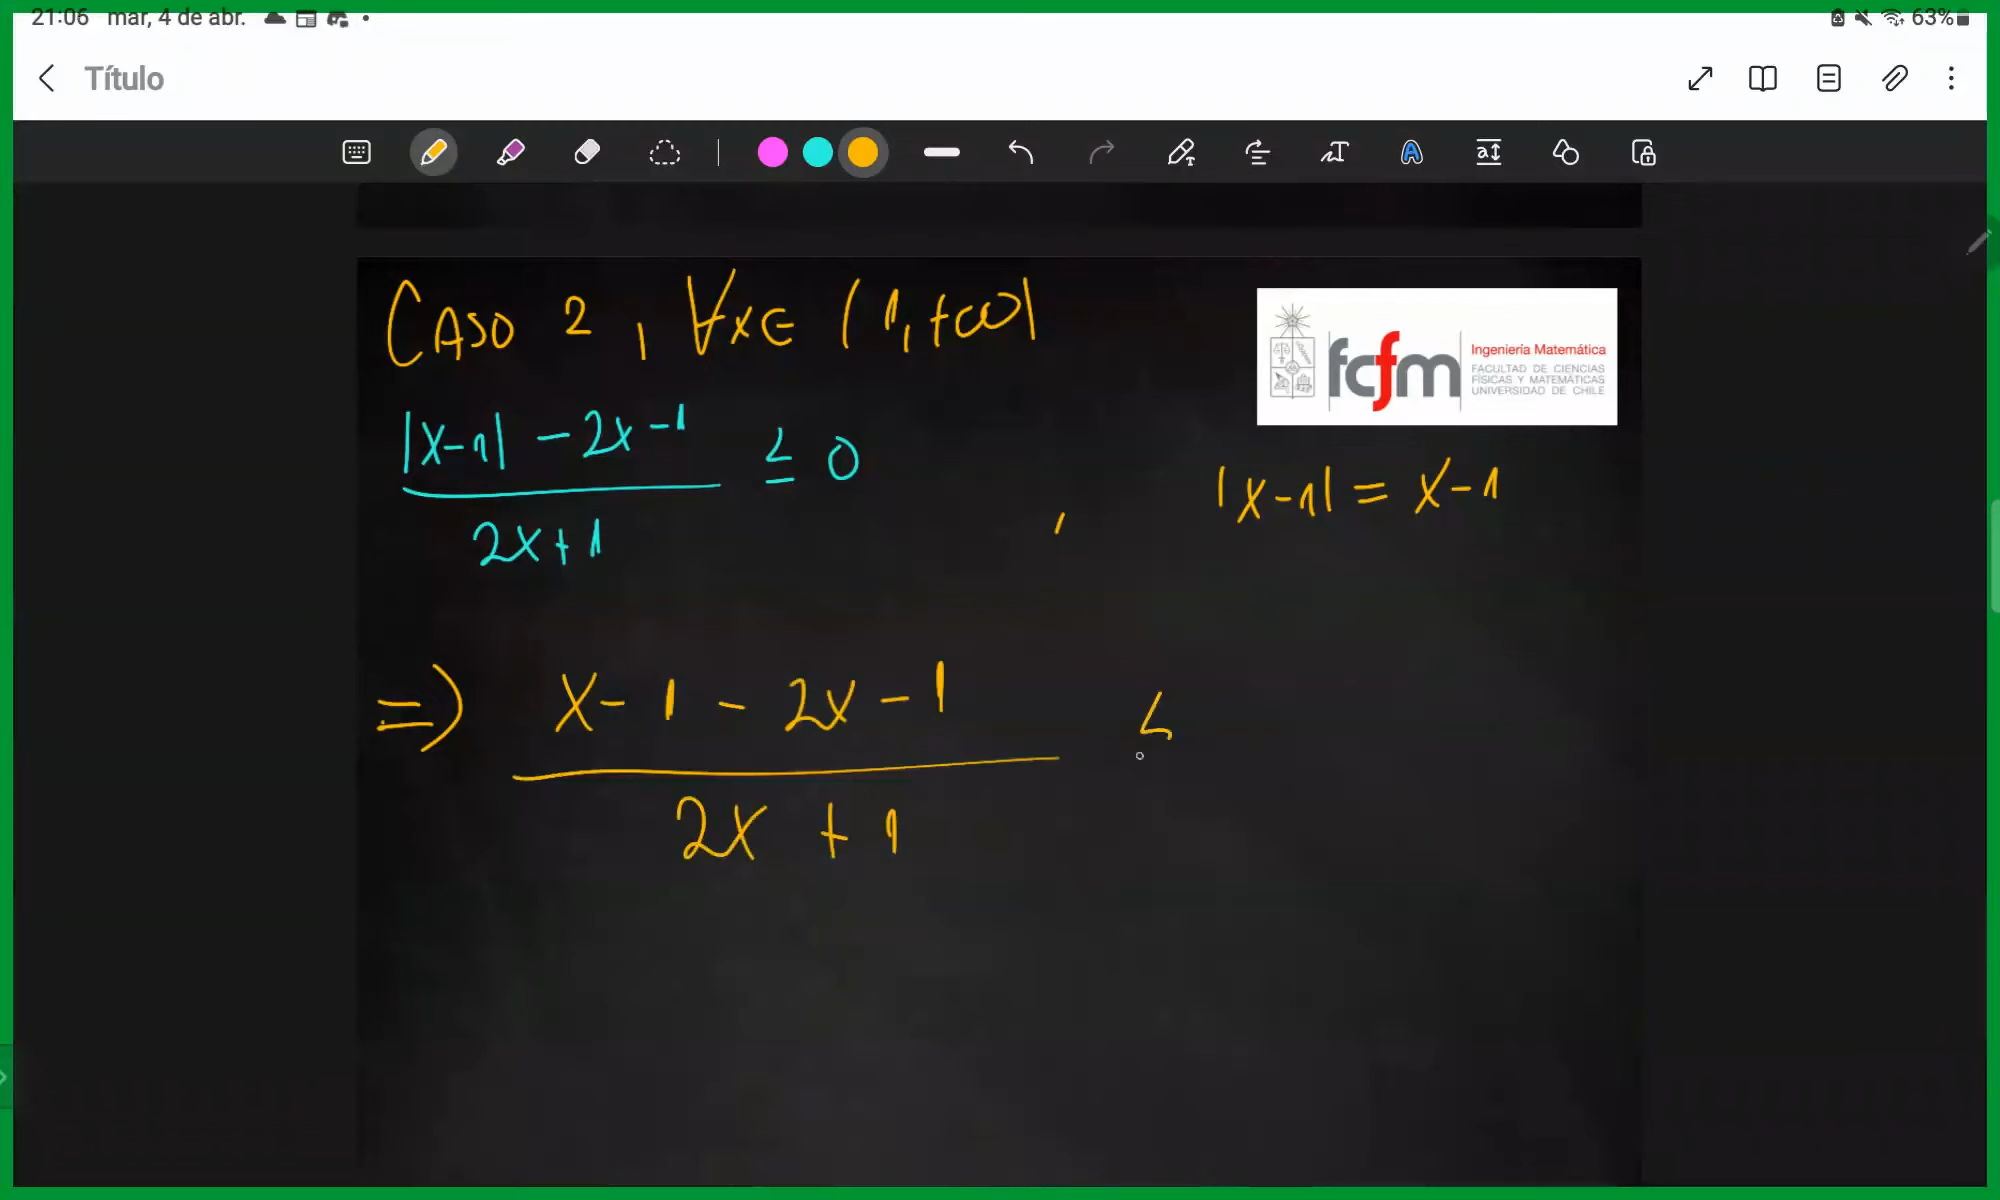 21:06 mar, 4 de abr. 63%
Título
CASO 2, ∀x∈ (1,+∞)
|x-1| - 2x - 1 ≤ 0
2x+1
, |x-1| = x-1
fcfm
Ingeniería Matemática
FACULTAD DE CIENCIAS
FÍSICAS Y MATEMÁTICAS
UNIVERSIDAD DE CHILE
=> x - 1 - 2x - 1 <
2x + 1